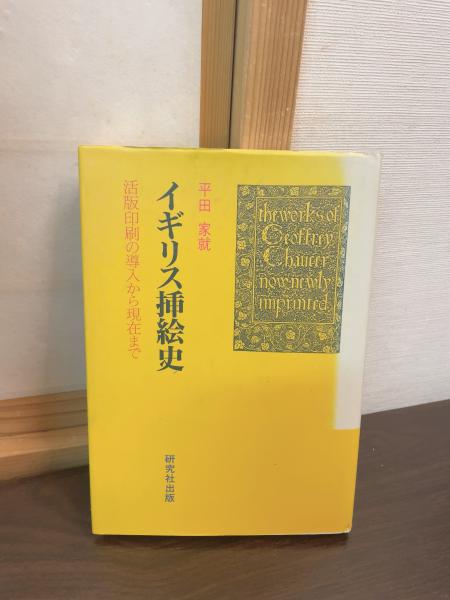 the works of
Geoffrey
Chaucer
now newly
imprinted
平田 家就
イギリス挿絵史
活版印刷の導入から現在まで
研究社出版